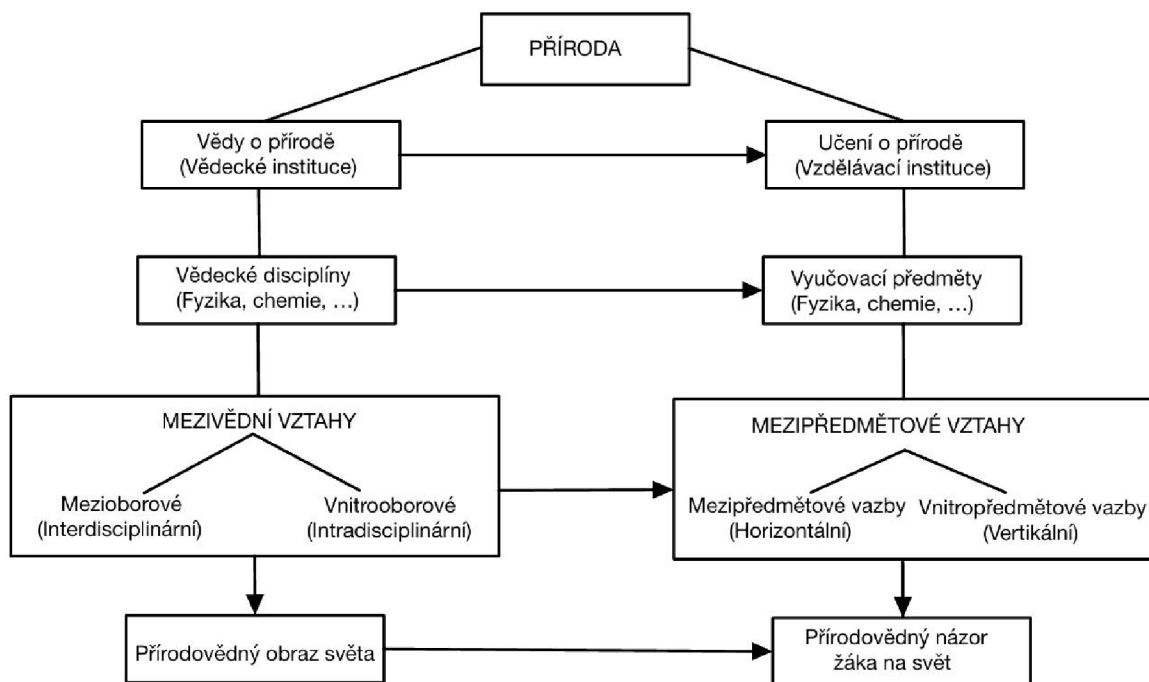 PŘÍRODA
Vědy o přírodě
(Vědecké instituce)
Učení o přírodě
(Vzdělávací instituce)
Vědecké disciplíny
(Fyzika, chemie, …)
Vyučovací předměty
(Fyzika, chemie, …)
MEZIVĚDNÍ VZTAHY
Mezioborové
(Interdisciplinární)
Vnitrooborové
(Intradisciplinární)
MEZIPŘEDMĚTOVÉ VZTAHY
Mezipředmětové vazby
(Horizontální)
Vnitropředmětové vazby
(Vertikální)
Přírodovědný obraz světa
Přírodovědný názor
žáka na svět